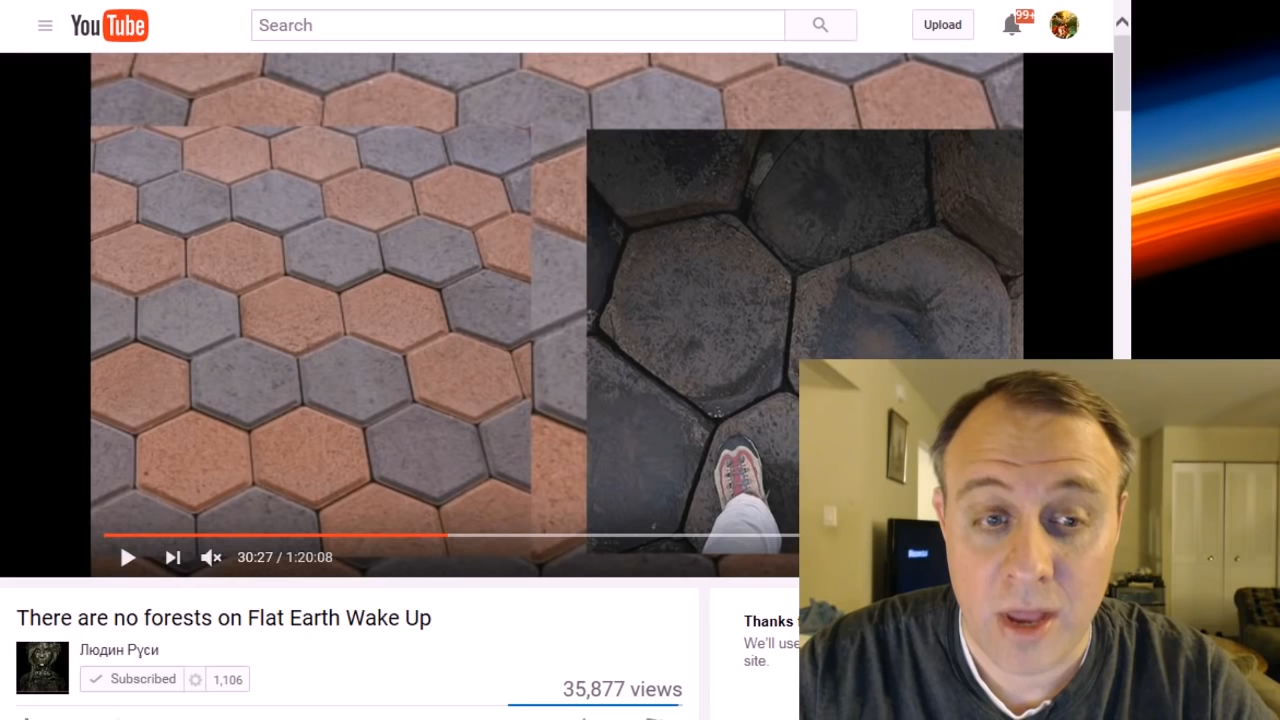 YouTube
Search
Upload
99+
30:27 / 1:20:08
There are no forests on Flat Earth Wake Up
Людин Руси
Subscribed
1,106
35,877 views
Thanks
We'll use
site.